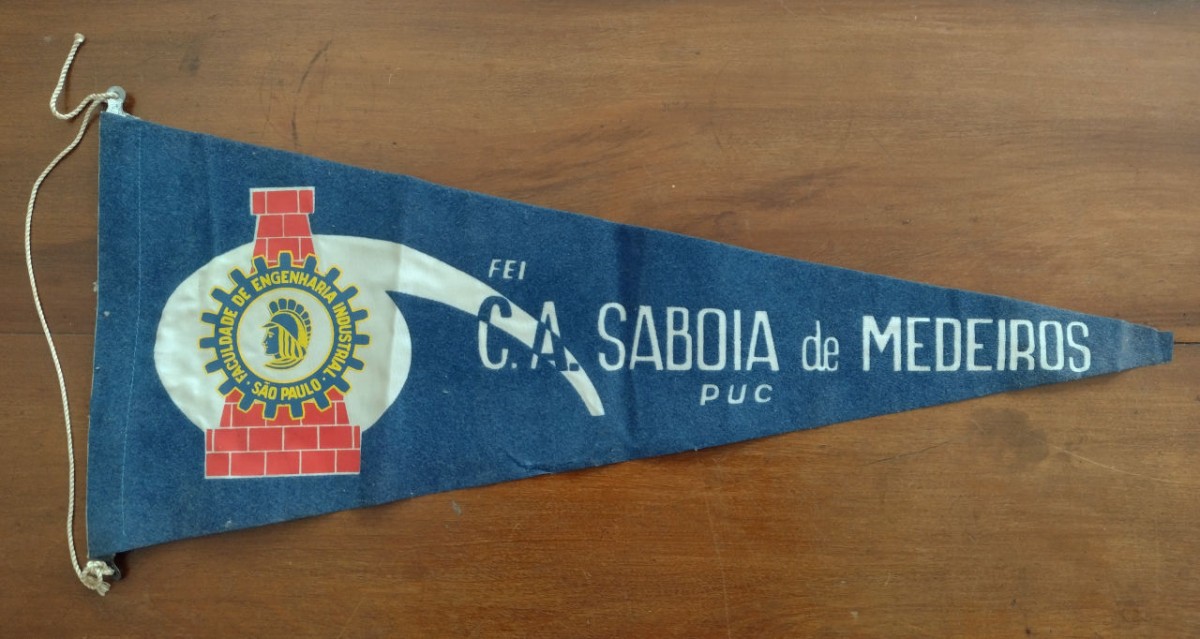 FACULDADE DE ENGENHARIA INDUSTRIAL
· SÃO PAULO ·
FEI
C.A. SABOIA de MEDEIROS
PUC